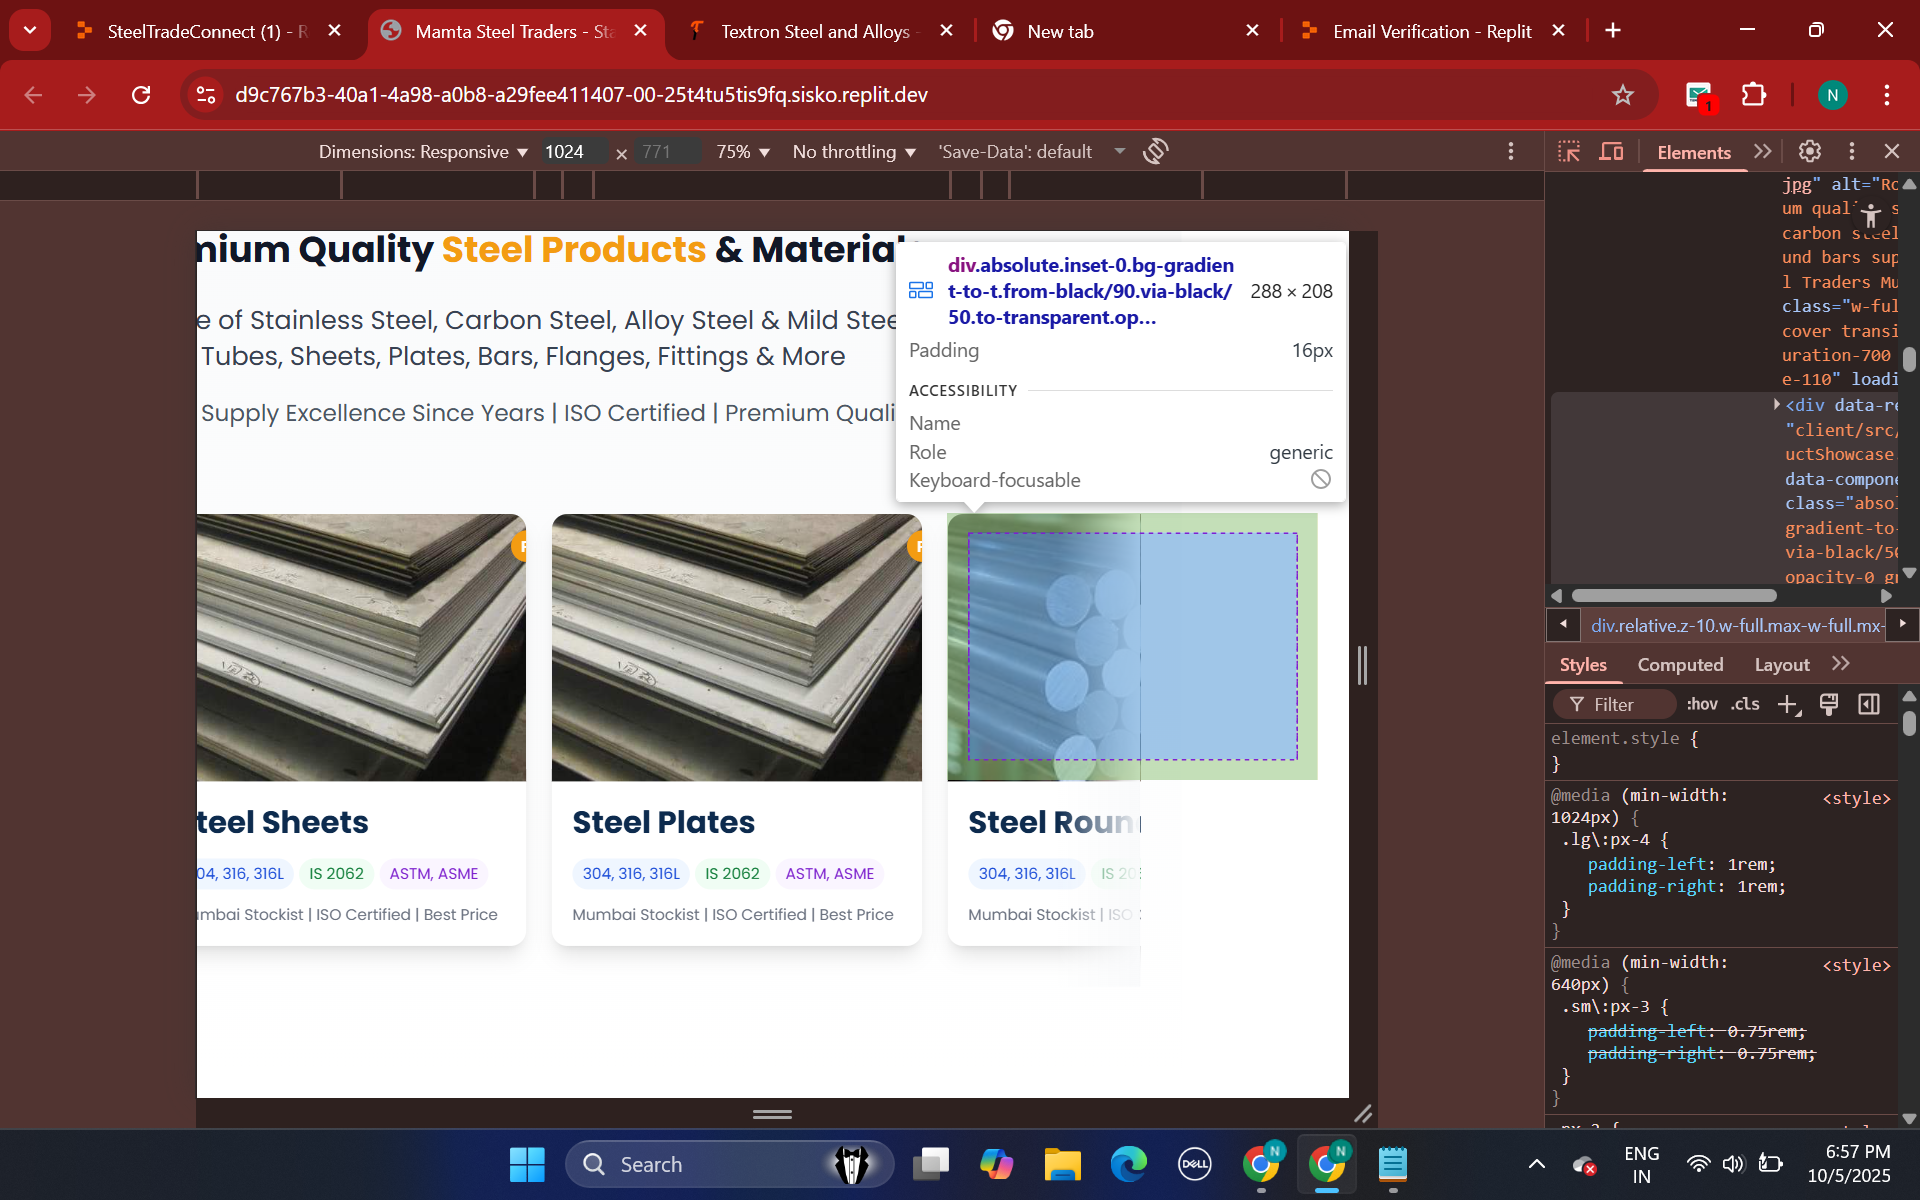 SteelTradeConnect (1) - R
Mamta Steel Traders - Sta
Textron Steel and Alloys -
New tab
Email Verification - Replit
d9c767b3-40a1-4a98-a0b8-a29fee411407-00-25t4tu5tis9fq.sisko.replit.dev
1
N
Dimensions: Responsive
1024
×
771
75%
No throttling
'Save-Data': default
Elements
mium Quality Steel Products & Material
e of Stainless Steel, Carbon Steel, Alloy Steel & Mild Stee
Tubes, Sheets, Plates, Bars, Flanges, Fittings & More
Supply Excellence Since Years | ISO Certified | Premium Quali
div.absolute.inset-0.bg-gradien
t-to-t.from-black/90.via-black/
50.to-transparent.op...
288 × 208
Padding
16px
ACCESSIBILITY
Name
Role
generic
Keyboard-focusable
teel Sheets
04, 316, 316L
IS 2062
ASTM, ASME
umbai Stockist | ISO Certified | Best Price
Steel Plates
304, 316, 316L
IS 2062
ASTM, ASME
Mumbai Stockist | ISO Certified | Best Price
Steel Roun
304, 316, 316L
IS 20
Mumbai Stockist | ISO
jpg" alt="Ro
um qual s
carbon steel
und bars sup
l Traders Mu
class="w-ful
cover transi
uration-700
e-110" loadi
<div data-re
"client/src/
uctShowcase
data-compone
class="abso
gradient-to-
via-black/50
opacity-0 gr
div.relative.z-10.w-full.max-w-full.mx-
Styles
Computed
Layout
Filter
:hov
.cls
element.style {
}
@media (min-width:
<style>
1024px) {
.lg\:px-4 {
padding-left: 1rem;
padding-right: 1rem;
}
}
@media (min-width:
<style>
640px) {
.sm\:px-3 {
padding-left: 0.75rem;
padding-right: 0.75rem;
}
}
Search
DELL
N
N
ENG
IN
6:57 PM
10/5/2025